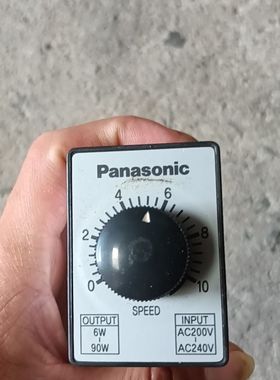 Panasonic
4 6
2 8
0 10
SPEED
OUTPUT
6W
~
90W
INPUT
AC200V
~
AC240V